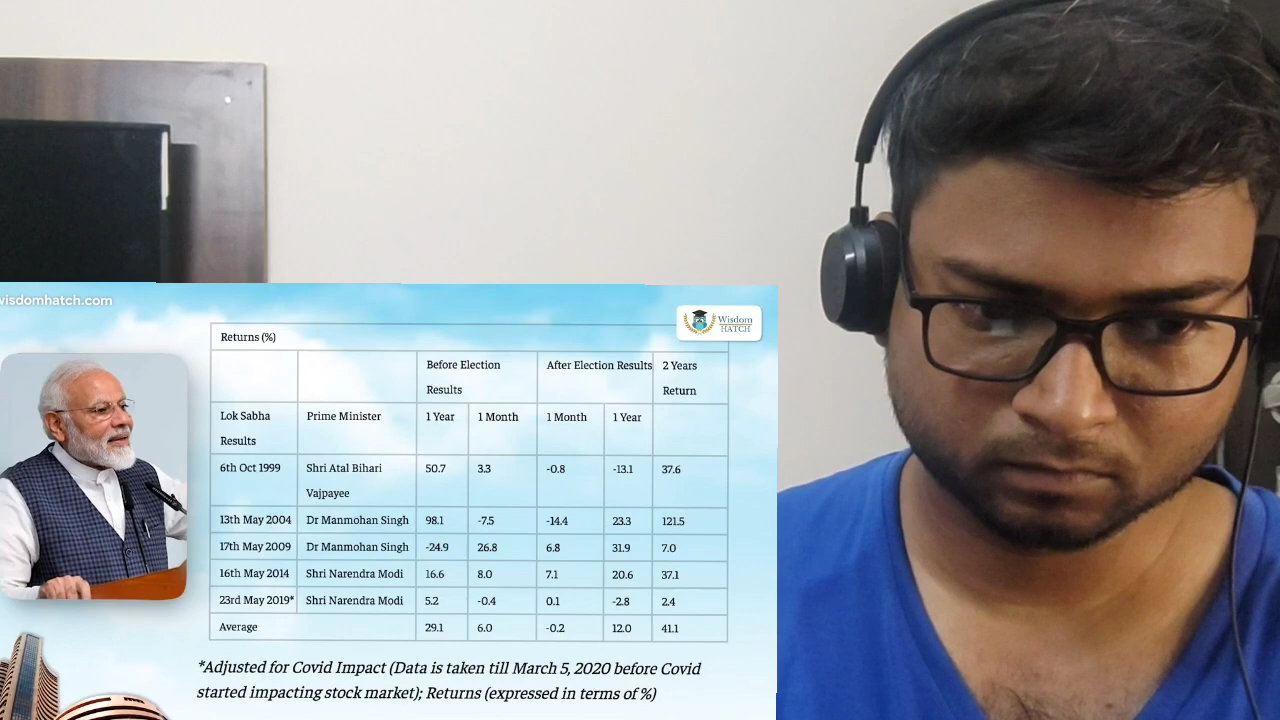 wisdomhatch.com
Wisdom
HATCH
Returns (%)
Before Election Results After Election Results 2 Years Return
Lok Sabha Results Prime Minister 1 Year 1 Month 1 Month 1 Year
6th Oct 1999 Shri Atal Bihari Vajpayee 50.7 3.3 -0.8 -13.1 37.6
13th May 2004 Dr Manmohan Singh 98.1 -7.5 -14.4 23.3 121.5
17th May 2009 Dr Manmohan Singh -24.9 26.8 6.8 31.9 7.0
16th May 2014 Shri Narendra Modi 16.6 8.0 7.1 20.6 37.1
23rd May 2019* Shri Narendra Modi 5.2 -0.4 0.1 -2.8 2.4
Average 29.1 6.0 -0.2 12.0 41.1
*Adjusted for Covid Impact (Data is taken till March 5, 2020 before Covid
started impacting stock market); Returns (expressed in terms of %)